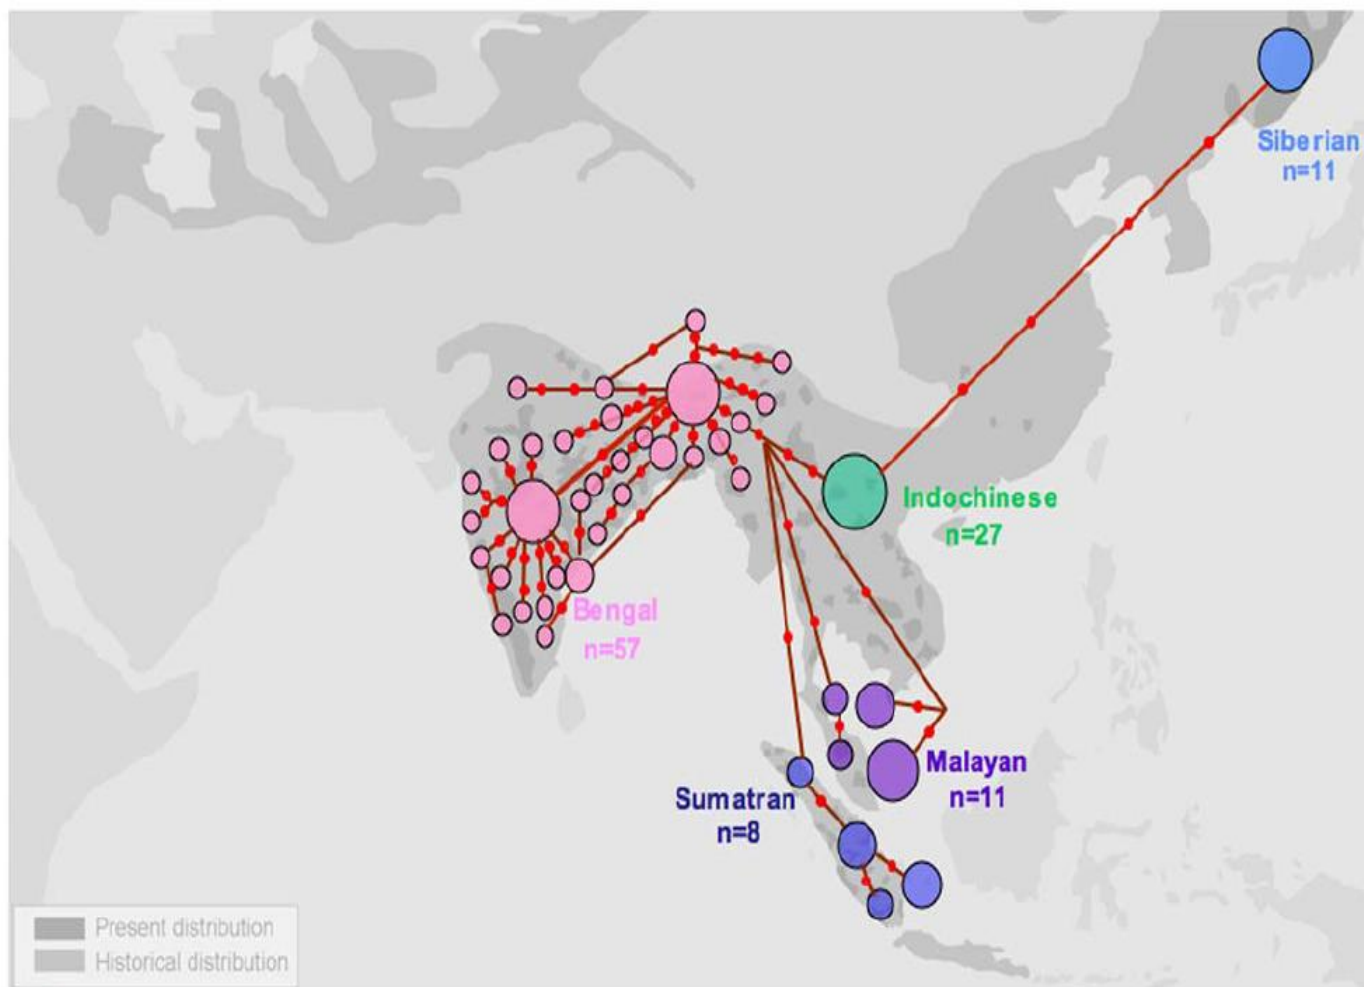 Siberian
n=11
Indochinese
n=27
Bengal
n=57
Malayan
n=11
Sumatran
n=8
Present distribution
Historical distribution